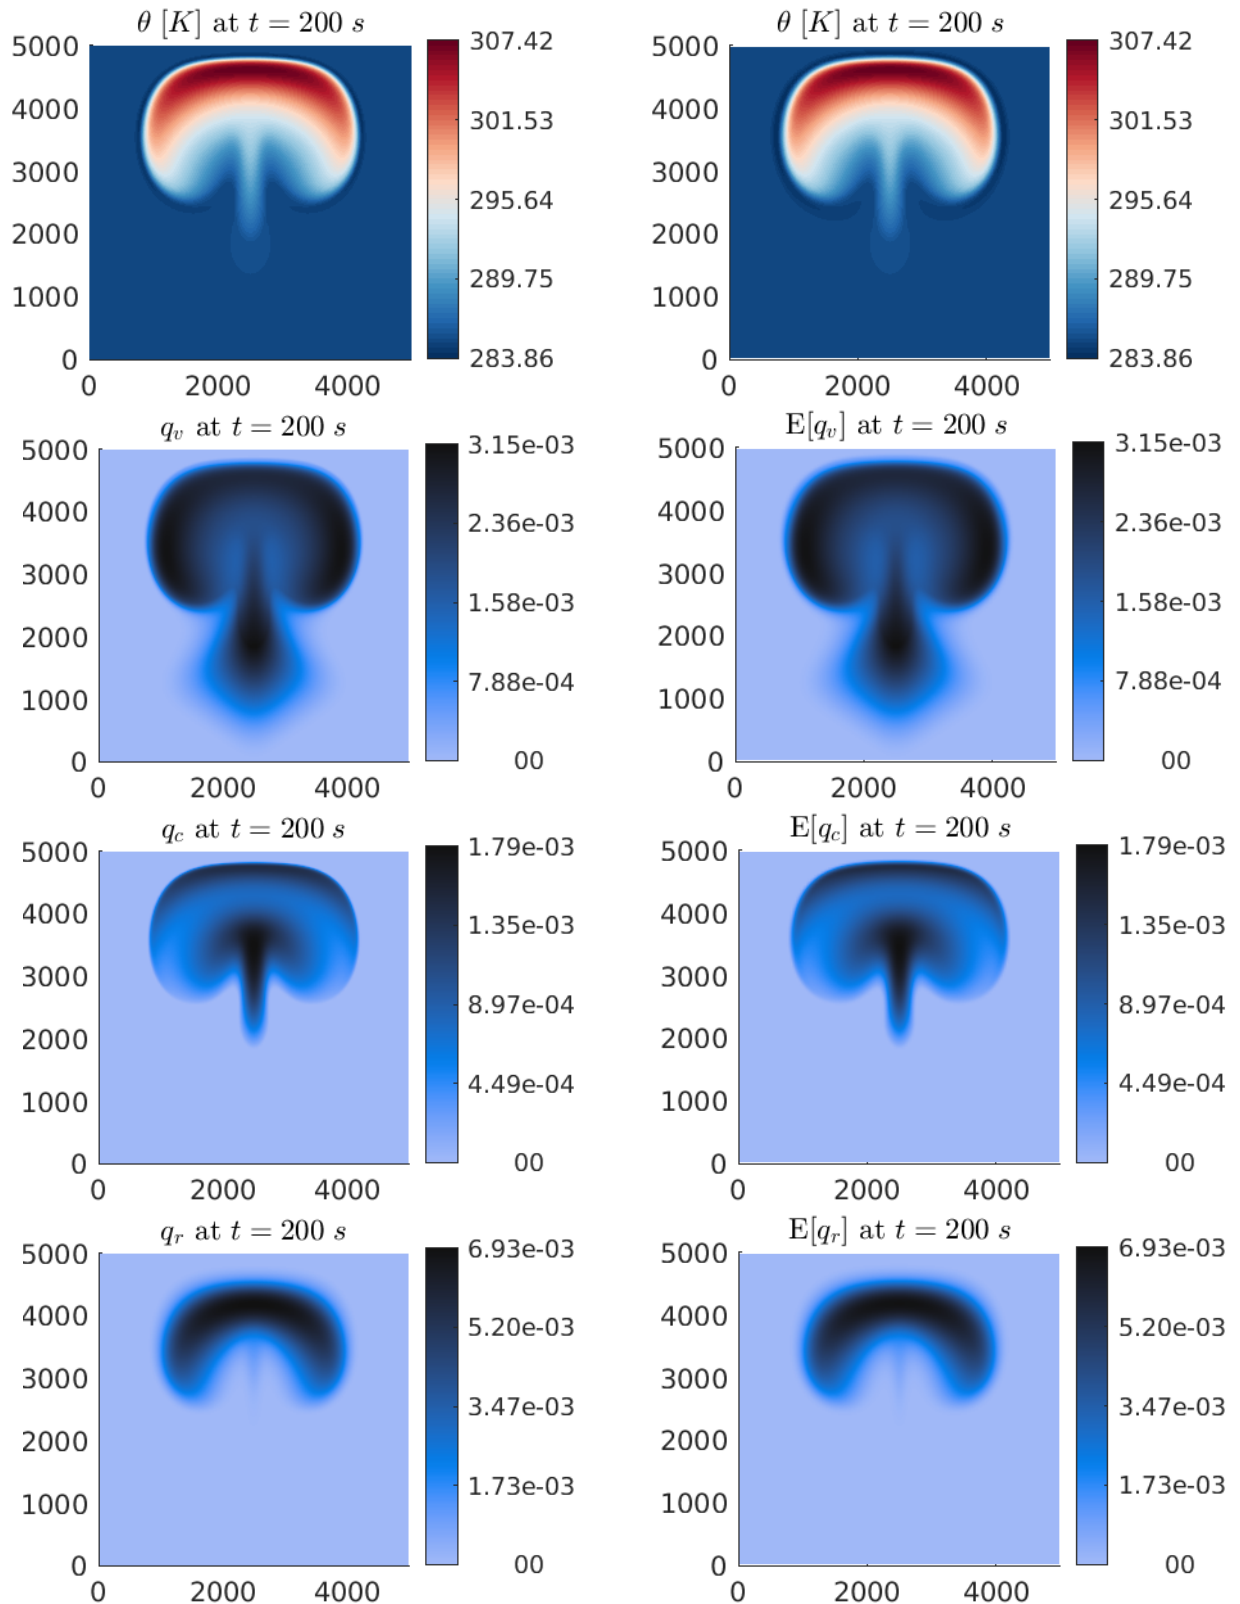 θ [K] at t = 200 s
5000
4000
3000
2000
1000
0
0 2000 4000
307.42
301.53
295.64
289.75
283.86
θ [K] at t = 200 s
5000
4000
3000
2000
1000
0
0 2000 4000
307.42
301.53
295.64
289.75
283.86
q_v at t = 200 s
5000
4000
3000
2000
1000
0
0 2000 4000
3.15e-03
2.36e-03
1.58e-03
7.88e-04
00
E[q_v] at t = 200 s
5000
4000
3000
2000
1000
0
0 2000 4000
3.15e-03
2.36e-03
1.58e-03
7.88e-04
00
q_c at t = 200 s
5000
4000
3000
2000
1000
0
0 2000 4000
1.79e-03
1.35e-03
8.97e-04
4.49e-04
00
E[q_c] at t = 200 s
5000
4000
3000
2000
1000
0
0 2000 4000
1.79e-03
1.35e-03
8.97e-04
4.49e-04
00
q_r at t = 200 s
5000
4000
3000
2000
1000
0
0 2000 4000
6.93e-03
5.20e-03
3.47e-03
1.73e-03
00
E[q_r] at t = 200 s
5000
4000
3000
2000
1000
0
0 2000 4000
6.93e-03
5.20e-03
3.47e-03
1.73e-03
00